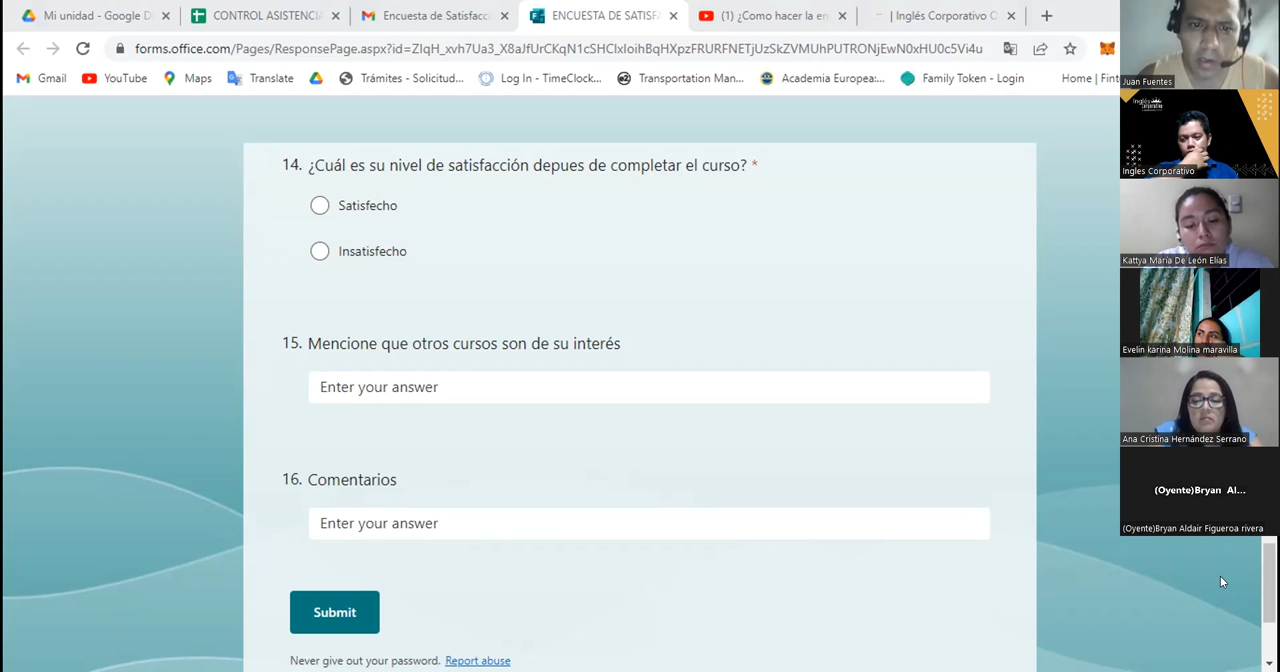 Mi unidad - Google D
CONTROL ASISTENCI
Encuesta de Satisfacc
ENCUESTA DE SATISF
(1) ¿Como hacer la en
| Inglés Corporativo O
forms.office.com/Pages/ResponsePage.aspx?id=ZIqH_xvh7Ua3_X8aJfUrCKqN1cSHClxIoihBqHXpzFRURFNETjUzSkZVMUhPUTRONjEwN0xHU0c5Vi4u
Gmail
YouTube
Maps
Translate
Trámites - Solicitud...
Log In - TimeClock...
Transportation Man...
Academia Europea:...
Family Token - Login
Home | Fint
14. ¿Cuál es su nivel de satisfacción depues de completar el curso? *
Satisfecho
Insatisfecho
15. Mencione que otros cursos son de su interés
Enter your answer
16. Comentarios
Enter your answer
Submit
Never give out your password. Report abuse
Juan Fuentes
Ingles Corporativo
Kattya María De León Elías
Evelin karina Molina maravilla
Ana Cristina Hernández Serrano
(Oyente)Bryan Al...
(Oyente)Bryan Aldair Figueroa rivera